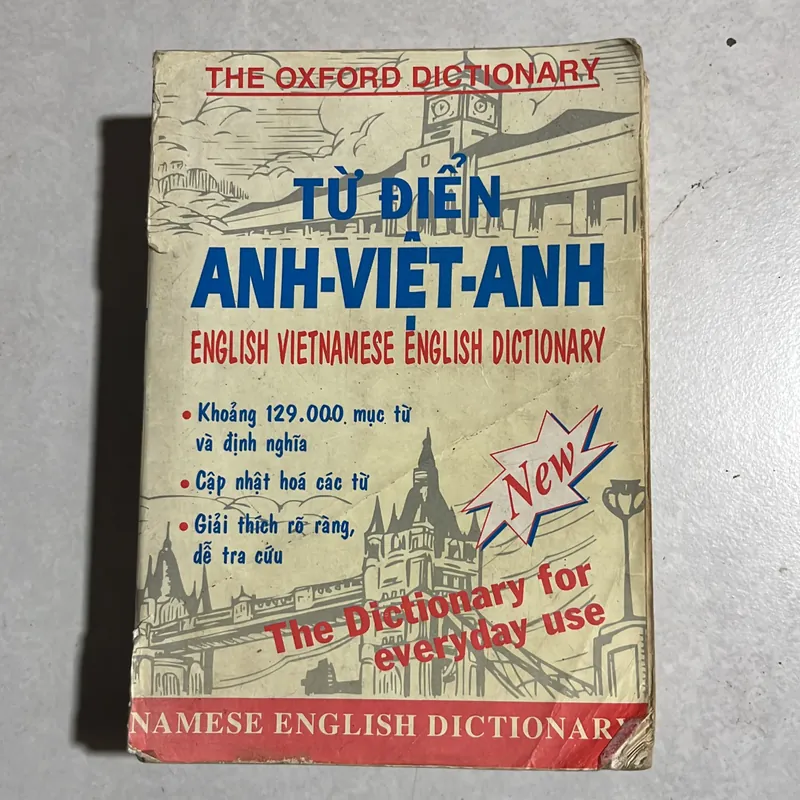 THE OXFORD DICTIONARY
TỪ ĐIỂN
ANH-VIỆT-ANH
ENGLISH VIETNAMESE ENGLISH DICTIONARY
• Khoảng 129.000 mục từ
và định nghĩa
• Cập nhật hoá các từ
• Giải thích rõ ràng,
dễ tra cứu
New
The Dictionary for
everyday use
NAMESE ENGLISH DICTIONARY